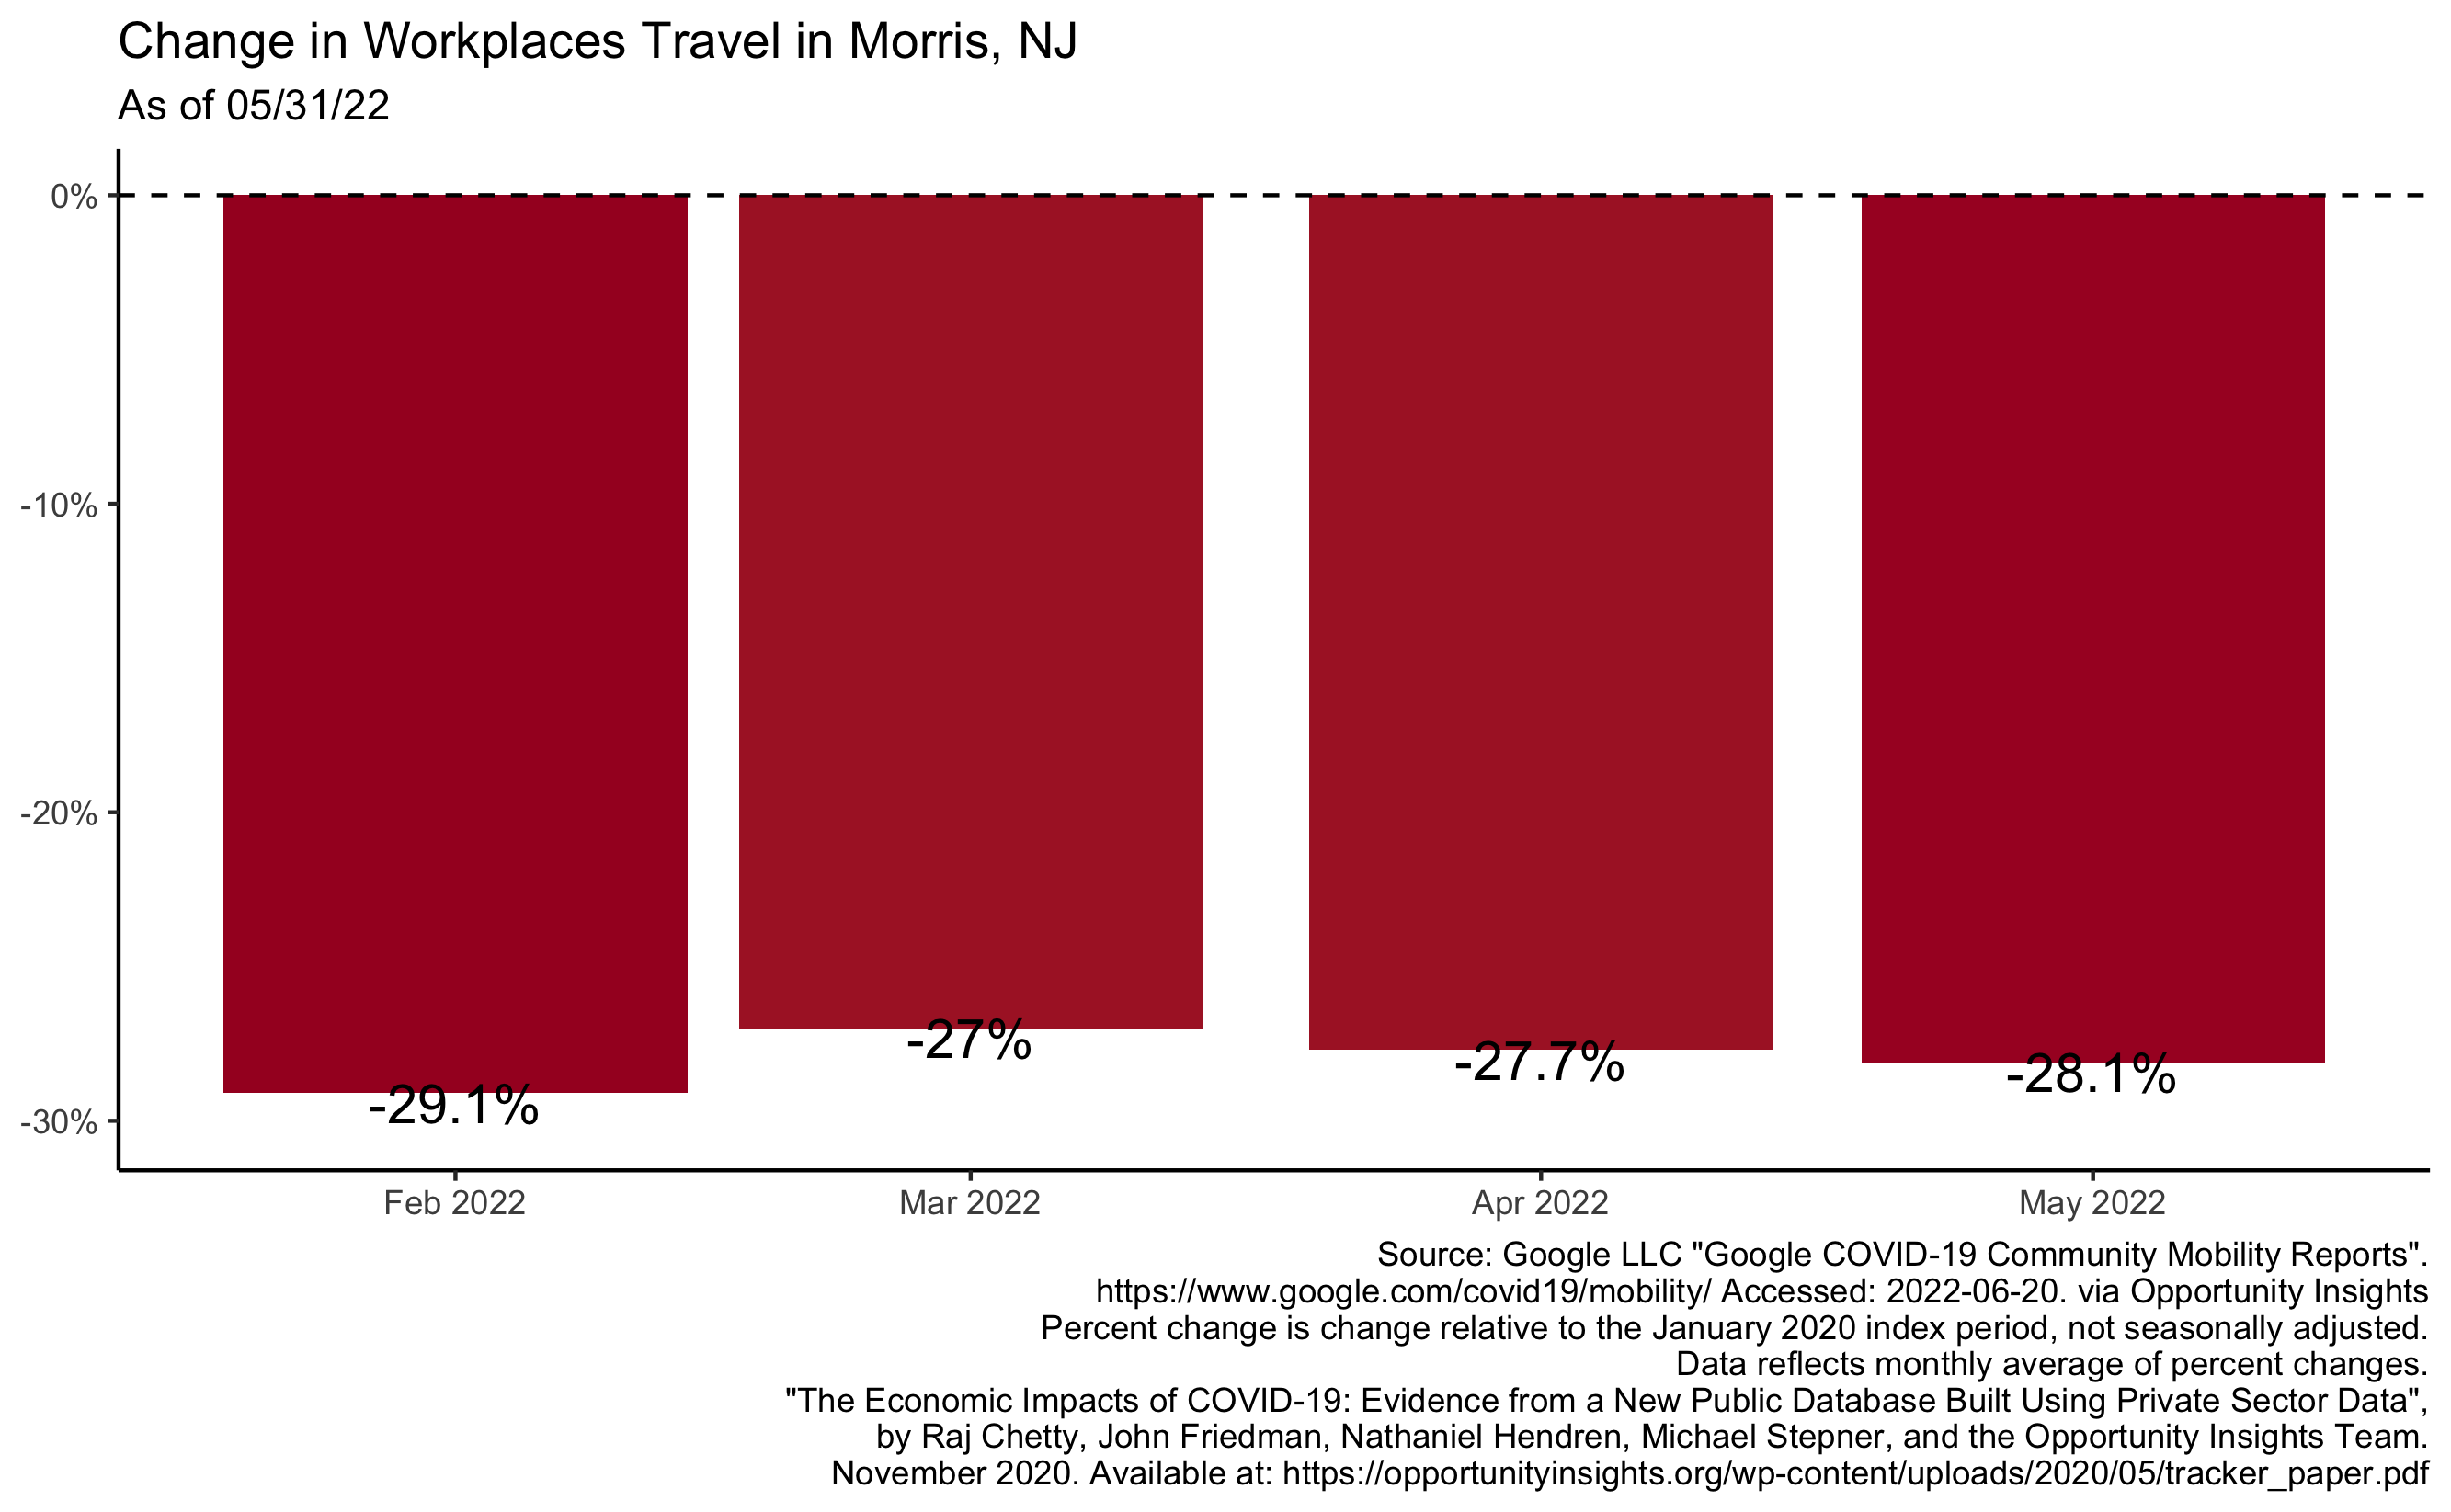 Change in Workplaces Travel in Morris, NJ
As of 05/31/22
0%
-10%
-20%
-30%
-29.1%
-27%
-27.7%
-28.1%
Feb 2022
Mar 2022
Apr 2022
May 2022
Source: Google LLC "Google COVID-19 Community Mobility Reports".
https://www.google.com/covid19/mobility/ Accessed: 2022-06-20. via Opportunity Insights
Percent change is change relative to the January 2020 index period, not seasonally adjusted.
Data reflects monthly average of percent changes.
"The Economic Impacts of COVID-19: Evidence from a New Public Database Built Using Private Sector Data",
by Raj Chetty, John Friedman, Nathaniel Hendren, Michael Stepner, and the Opportunity Insights Team.
November 2020. Available at: https://opportunityinsights.org/wp-content/uploads/2020/05/tracker_paper.pdf